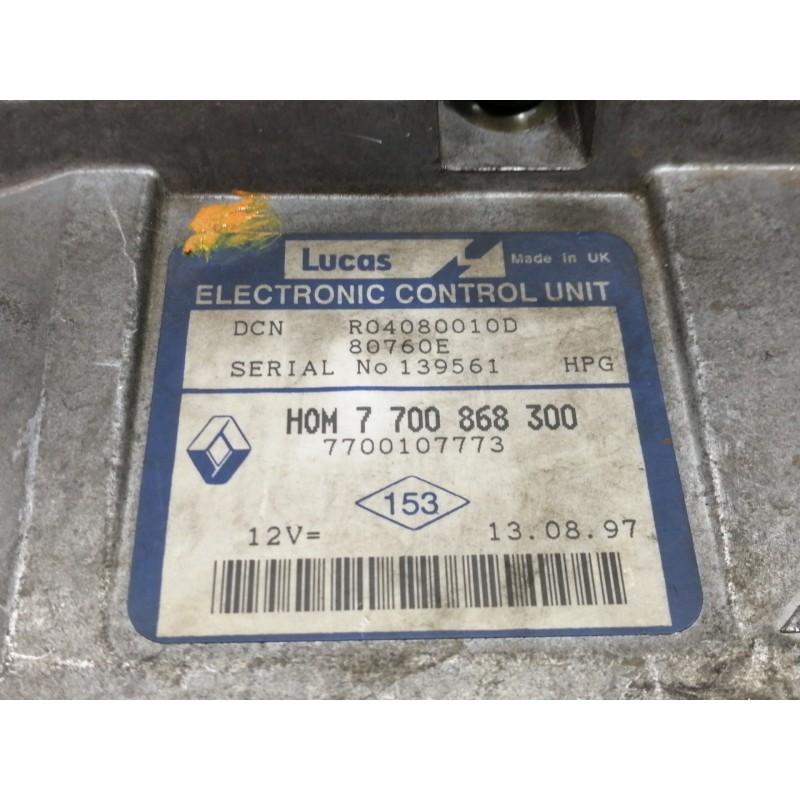 Lucas Made in UK
ELECTRONIC CONTROL UNIT
DCN R04080010D
80760E
SERIAL No 139561 HPG
HOM 7 700 868 300
7700107773
153
12V= 13.08.97